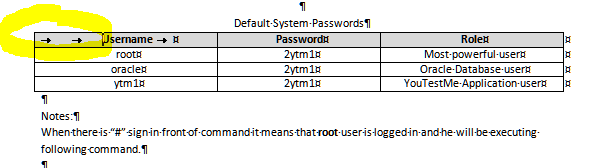 Default System Passwords
Username Password Role
root 2ytm1 Most powerful user
oracle 2ytm1 Oracle Database user
ytm1 2ytm1 YouTestMe Application user
Notes:
When there is “#” sign in front of command it means that root user is logged in and he will be executing
following command.